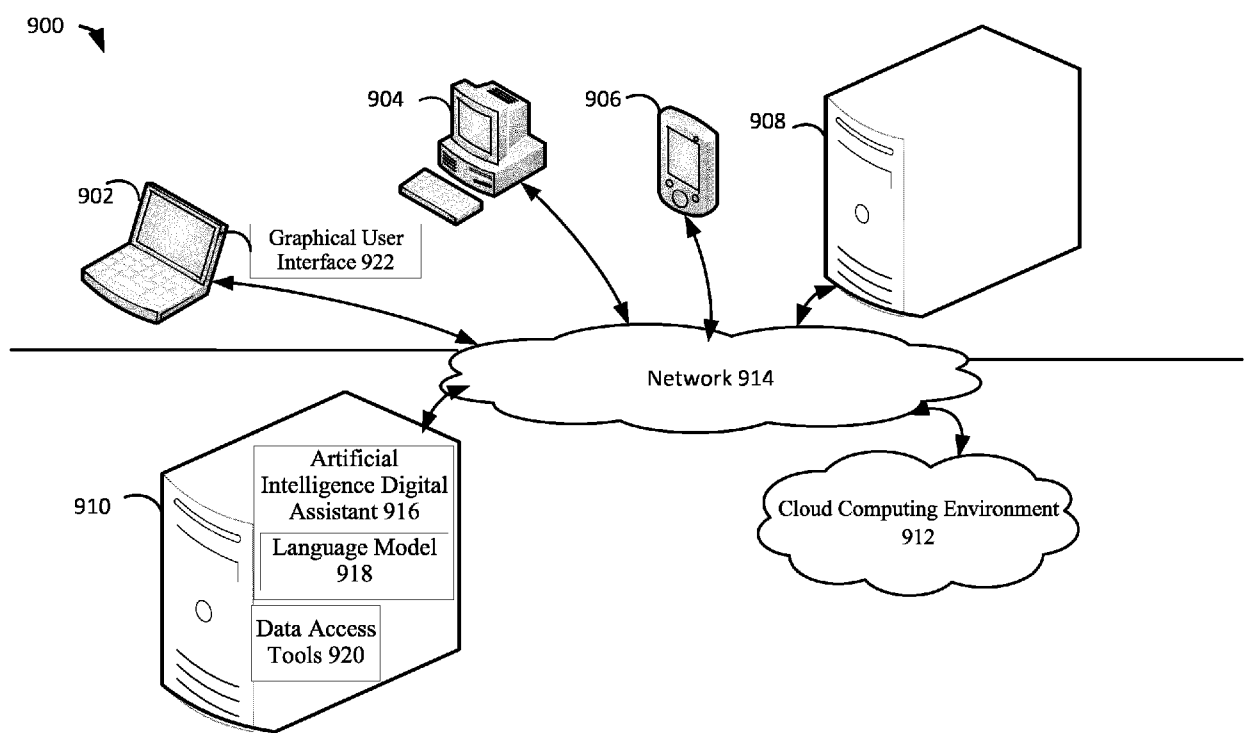 900
904
906
908
902
Graphical User
Interface 922
Network 914
910
Artificial
Intelligence Digital
Assistant 916
Language Model
918
Data Access
Tools 920
Cloud Computing Environment
912